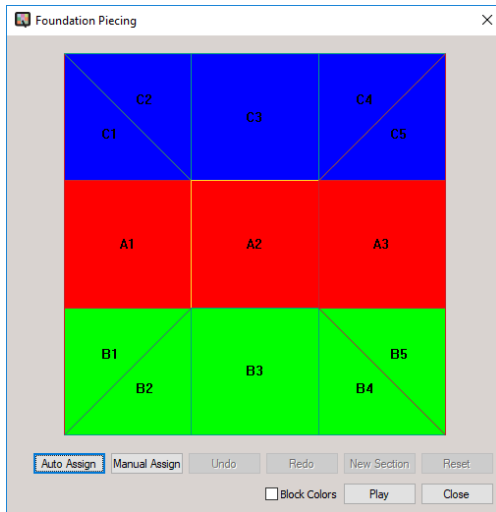 Foundation Piecing
C2
C4
C3
C1
C5
A1
A2
A3
B1
B5
B3
B2
B4
Auto Assign
Manual Assign
Undo
Redo
New Section
Reset
Block Colors
Play
Close